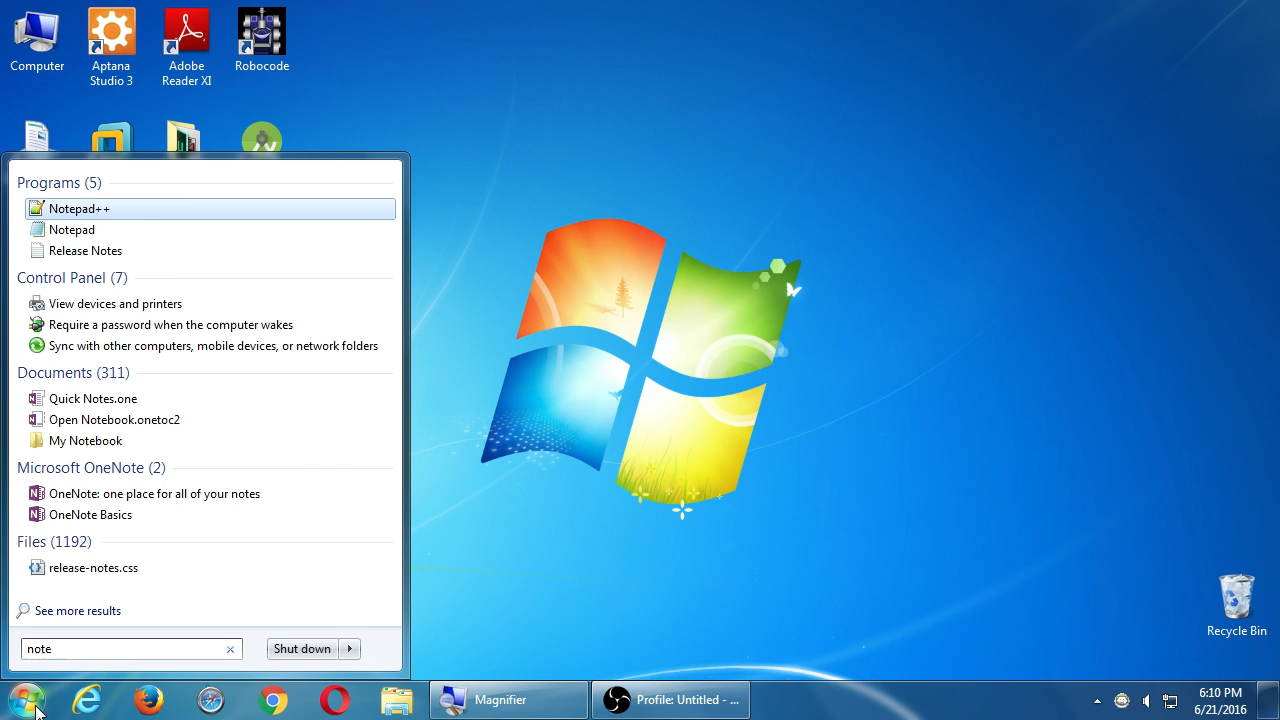 Computer
Aptana
Studio 3
Adobe
Reader XI
Robocode
Programs (5)
Notepad++
Notepad
Release Notes
Control Panel (7)
View devices and printers
Require a password when the computer wakes
Sync with other computers, mobile devices, or network folders
Documents (311)
Quick Notes.one
Open Notebook.onetoc2
My Notebook
Microsoft OneNote (2)
OneNote: one place for all of your notes
OneNote Basics
Files (1192)
release-notes.css
See more results
note
Shut down
Recycle Bin
Magnifier
Profile: Untitled - ...
6:10 PM
6/21/2016